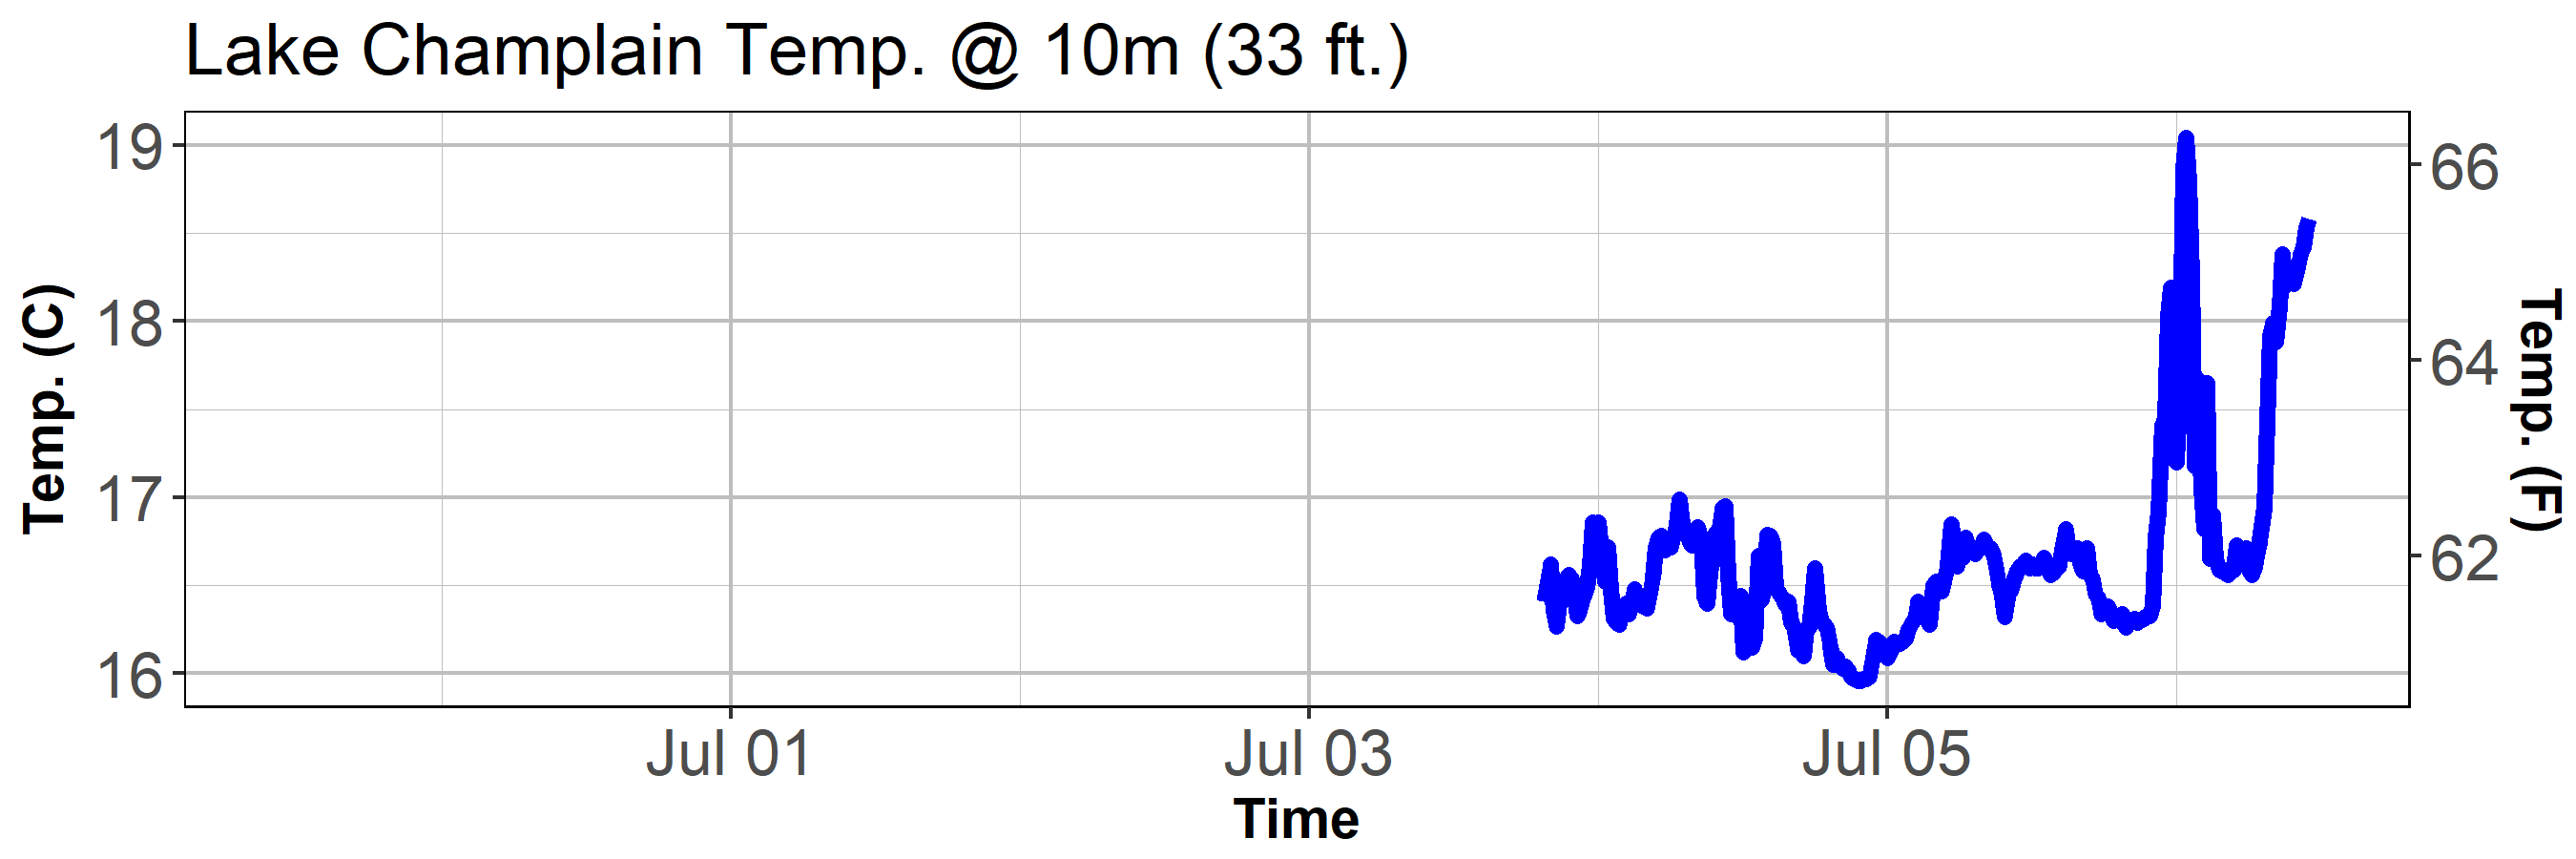 Lake Champlain Temp. @ 10m (33 ft.)
Temp. (C)
19
18
17
16
66
64
62
Temp. (F)
Jul 01 Jul 03 Jul 05
Time